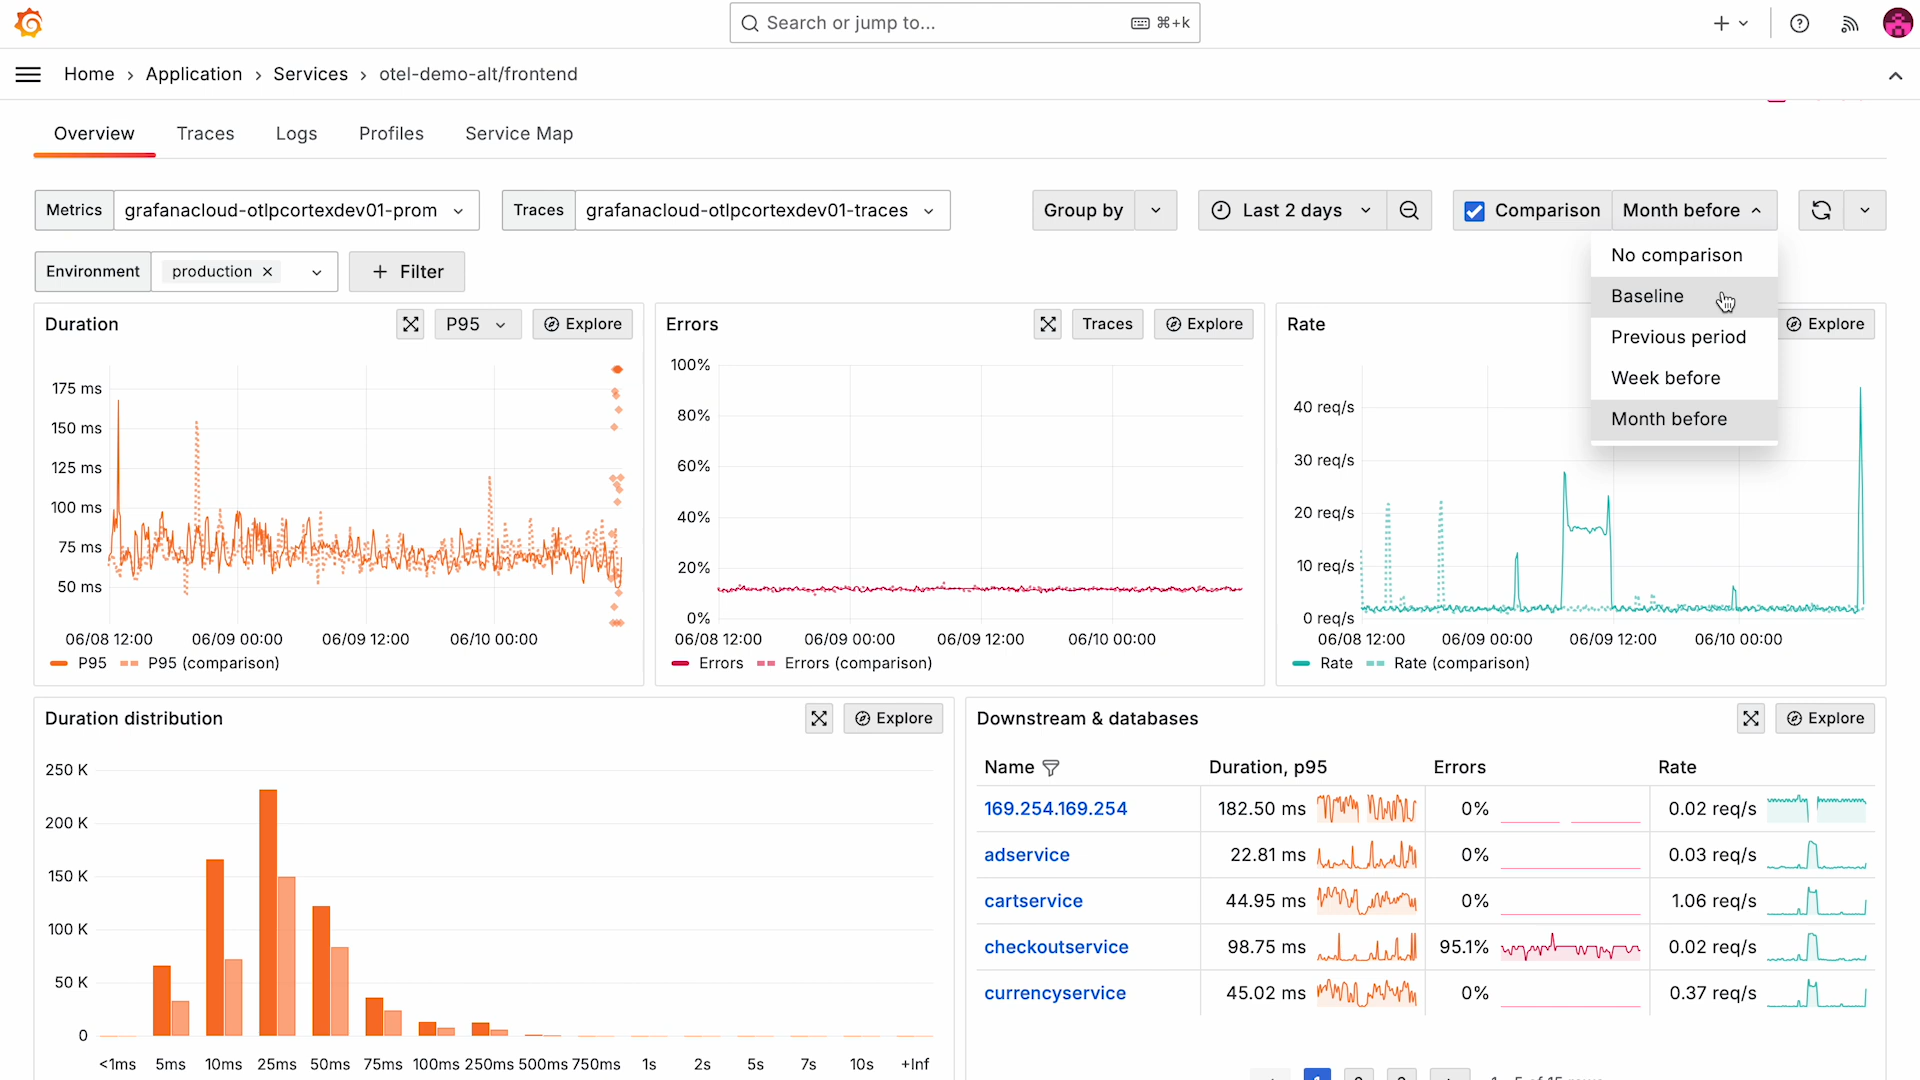 Search or jump to... ⌘+k
Home › Application › Services › otel-demo-alt/frontend
Overview Traces Logs Profiles Service Map
Metrics grafanacloud-otlpcortexdev01-prom Traces grafanacloud-otlpcortexdev01-traces Group by Last 2 days Comparison Month before
No comparison
Environment production × + Filter
Baseline
Previous period
Week before
Month before
Duration P95 Explore
175 ms
150 ms
125 ms
100 ms
75 ms
50 ms
06/08 12:00 06/09 00:00 06/09 12:00 06/10 00:00
P95 P95 (comparison)
Errors Traces Explore
100%
80%
60%
40%
20%
0%
06/08 12:00 06/09 00:00 06/09 12:00 06/10 00:00
Errors Errors (comparison)
Rate Explore
40 req/s
30 req/s
20 req/s
10 req/s
0 req/s
06/08 12:00 06/09 00:00 06/09 12:00 06/10 00:00
Rate Rate (comparison)
Duration distribution Explore
250 K
200 K
150 K
100 K
50 K
0
<1ms 5ms 10ms 25ms 50ms 75ms 100ms 250ms 500ms 750ms 1s 2s 5s 7s 10s +Inf
Downstream & databases Explore
Name Duration, p95 Errors Rate
169.254.169.254 182.50 ms 0% 0.02 req/s
adservice 22.81 ms 0% 0.03 req/s
cartservice 44.95 ms 0% 1.06 req/s
checkoutservice 98.75 ms 95.1% 0.02 req/s
currencyservice 45.02 ms 0% 0.37 req/s